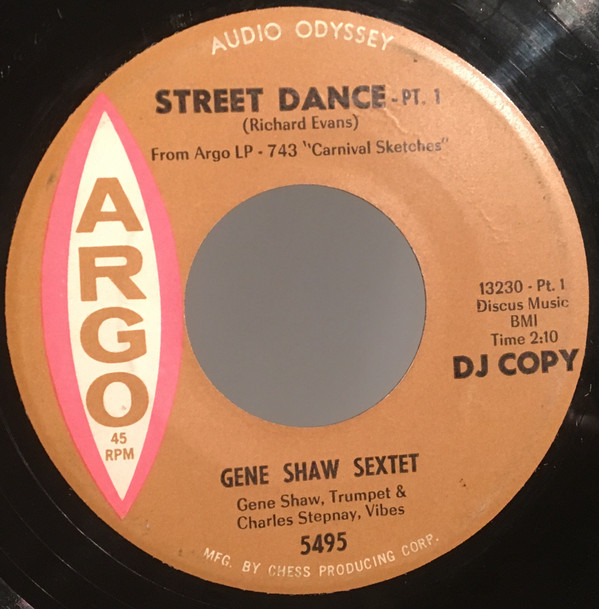 AUDIO ODYSSEY
STREET DANCE - PT. 1
(Richard Evans)
From Argo LP - 743 "Carnival Sketches"
ARGO
45
RPM
13230 - Pt. 1
Discus Music
BMI
Time 2:10
DJ COPY
GENE SHAW SEXTET
Gene Shaw, Trumpet &
Charles Stepnay, Vibes
5495
MFG. BY CHESS PRODUCING CORP.